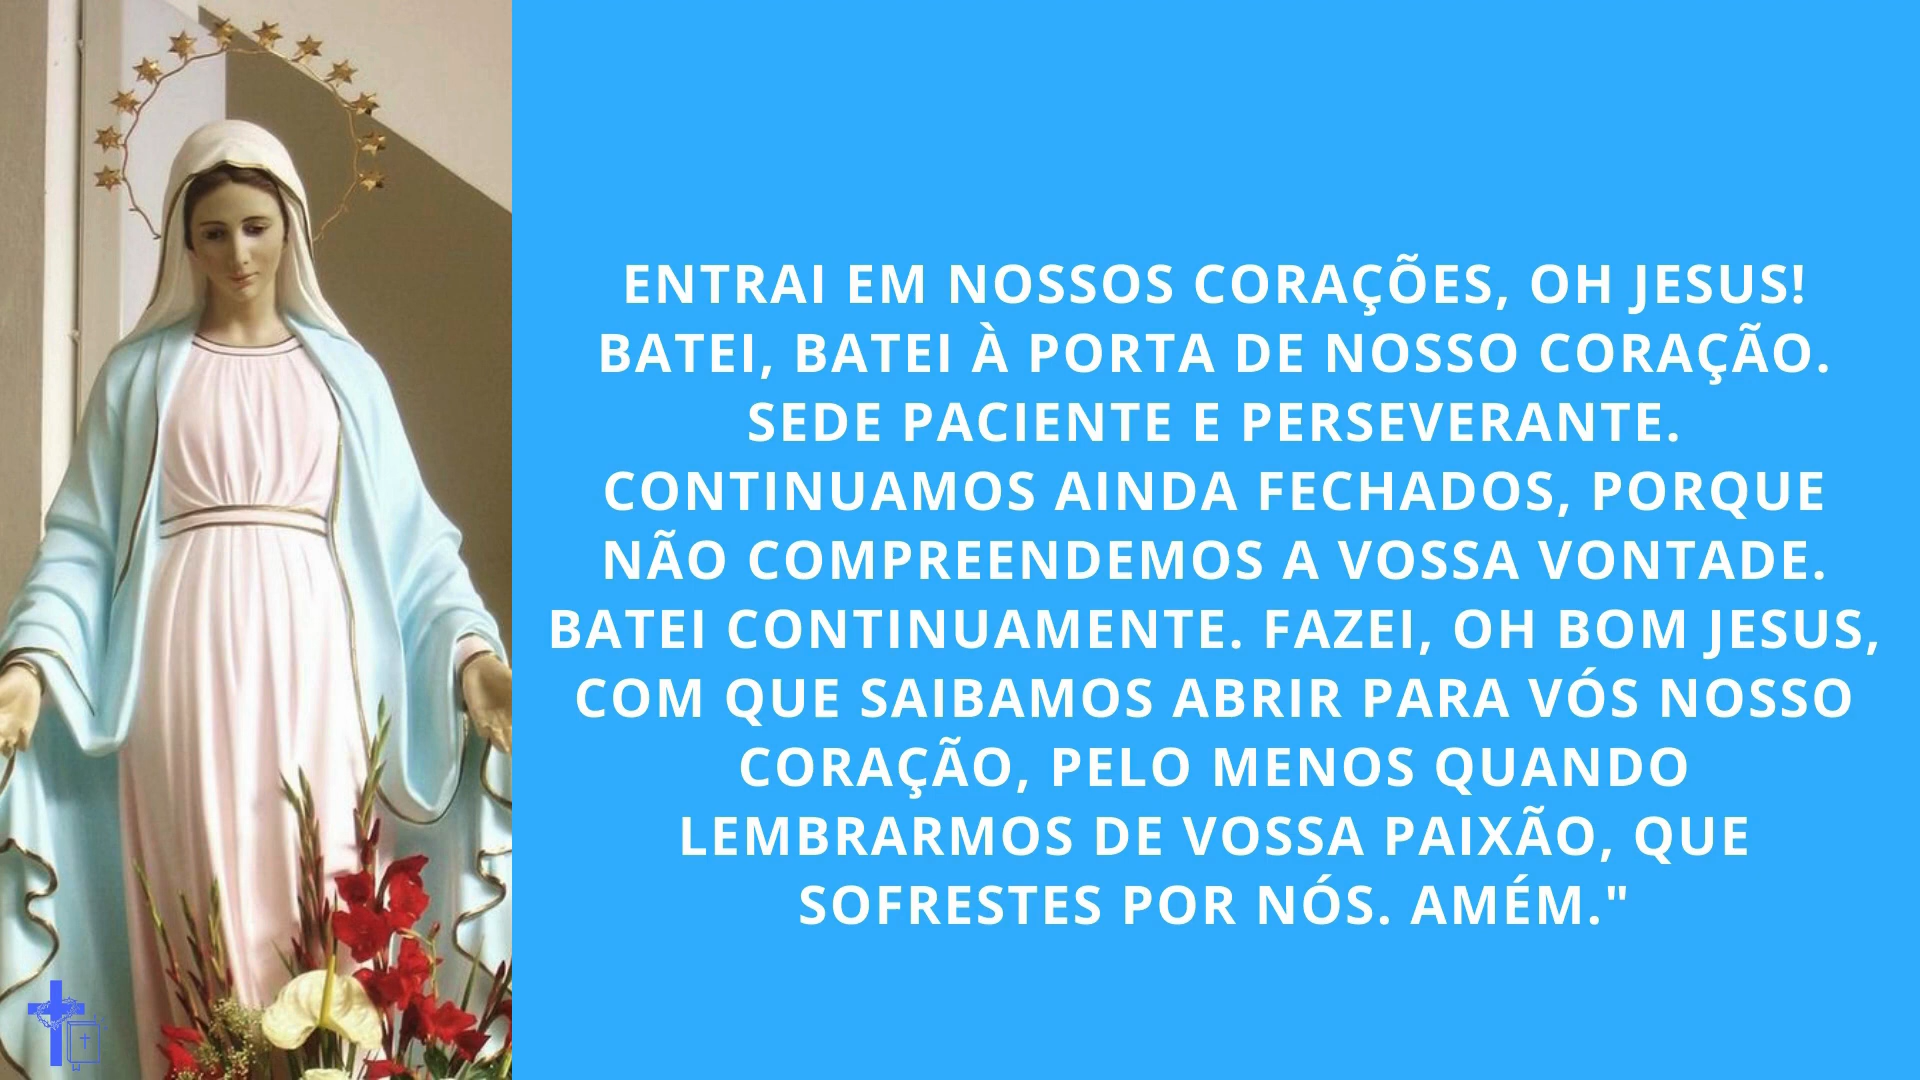 ENTRAI EM NOSSOS CORAÇÕES, OH JESUS!
BATEI, BATEI À PORTA DE NOSSO CORAÇÃO.
SEDE PACIENTE E PERSEVERANTE.
CONTINUAMOS AINDA FECHADOS, PORQUE
NÃO COMPREENDEMOS A VOSSA VONTADE.
BATEI CONTINUAMENTE. FAZEI, OH BOM JESUS,
COM QUE SAIBAMOS ABRIR PARA VÓS NOSSO
CORAÇÃO, PELO MENOS QUANDO
LEMBRARMOS DE VOSSA PAIXÃO, QUE
SOFRESTES POR NÓS. AMÉM."